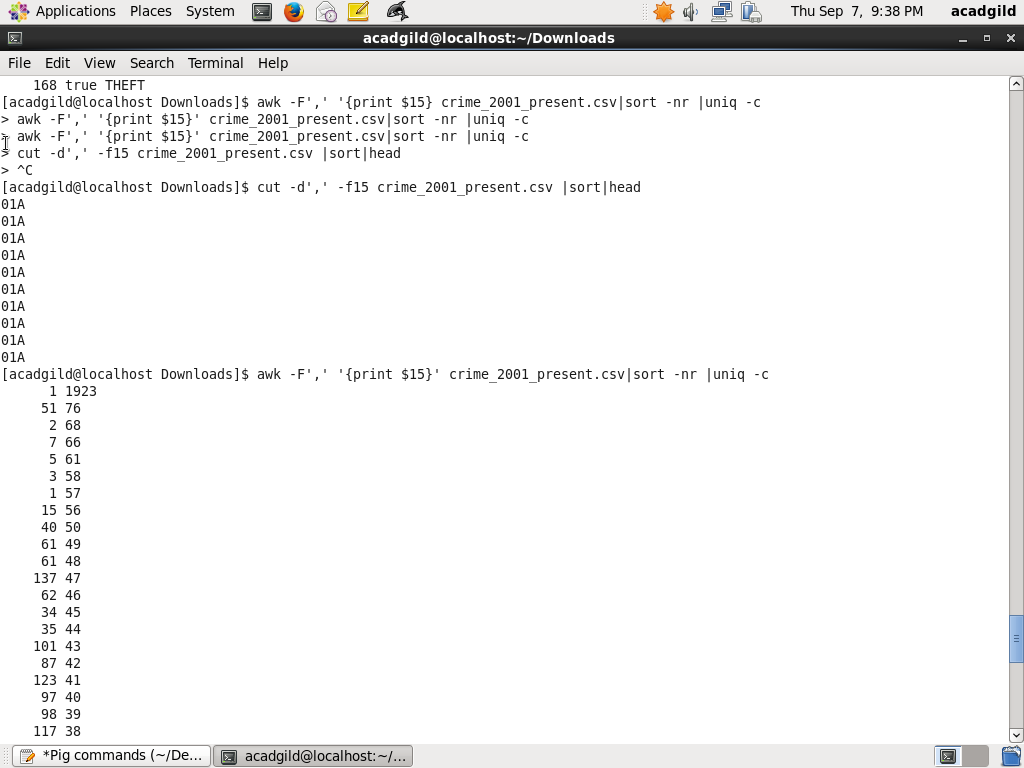 Applications Places System Thu Sep 7, 9:38 PM acadgild
acadgild@localhost:~/Downloads
File Edit View Search Terminal Help
    168 true THEFT
[acadgild@localhost Downloads]$ awk -F',' '{print $15} crime_2001_present.csv|sort -nr |uniq -c
> awk -F',' '{print $15}' crime_2001_present.csv|sort -nr |uniq -c
> awk -F',' '{print $15}' crime_2001_present.csv|sort -nr |uniq -c
> cut -d',' -f15 crime_2001_present.csv |sort|head
> ^C
[acadgild@localhost Downloads]$ cut -d',' -f15 crime_2001_present.csv |sort|head
01A
01A
01A
01A
01A
01A
01A
01A
01A
01A
[acadgild@localhost Downloads]$ awk -F',' '{print $15}' crime_2001_present.csv|sort -nr |uniq -c
      1 1923
     51 76
      2 68
      7 66
      5 61
      3 58
      1 57
     15 56
     40 50
     61 49
     61 48
    137 47
     62 46
     34 45
     35 44
    101 43
     87 42
    123 41
     97 40
     98 39
    117 38
*Pig commands (~/De... acadgild@localhost:~/...